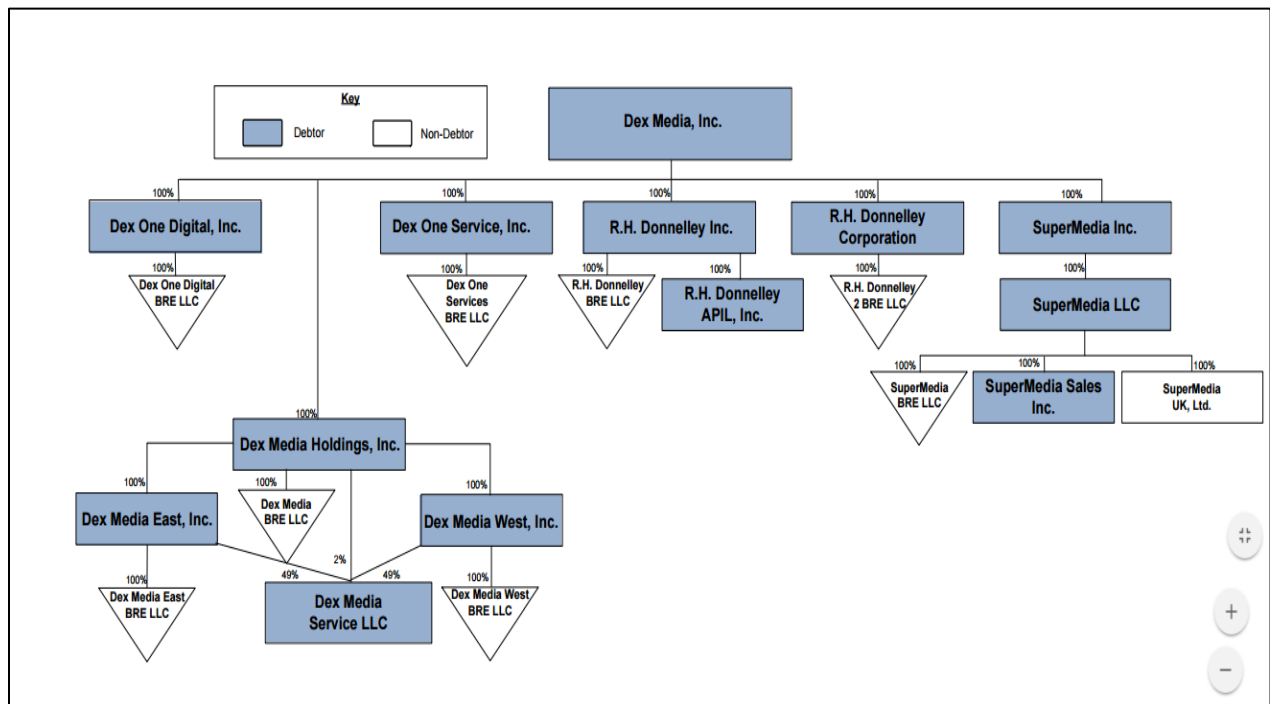 Key
Debtor
Non-Debtor
Dex Media, Inc.
100%
100%
100%
100%
100%
100%
Dex One Digital, Inc.
Dex One Service, Inc.
R.H. Donnelley Inc.
R.H. Donnelley
Corporation
SuperMedia Inc.
100%
Dex One Digital
BRE LLC
100%
Dex One
Services
BRE LLC
100%
R.H. Donnelley
BRE LLC
100%
R.H. Donnelley
APIL, Inc.
100%
R.H. Donnelley
2 BRE LLC
100%
SuperMedia LLC
100%
SuperMedia
BRE LLC
100%
SuperMedia Sales
Inc.
100%
SuperMedia
UK, Ltd.
Dex Media Holdings, Inc.
100%
100%
100%
Dex Media East, Inc.
Dex Media
BRE LLC
Dex Media West, Inc.
49%
2%
49%
100%
Dex Media East
BRE LLC
Dex Media
Service LLC
100%
Dex Media West
BRE LLC